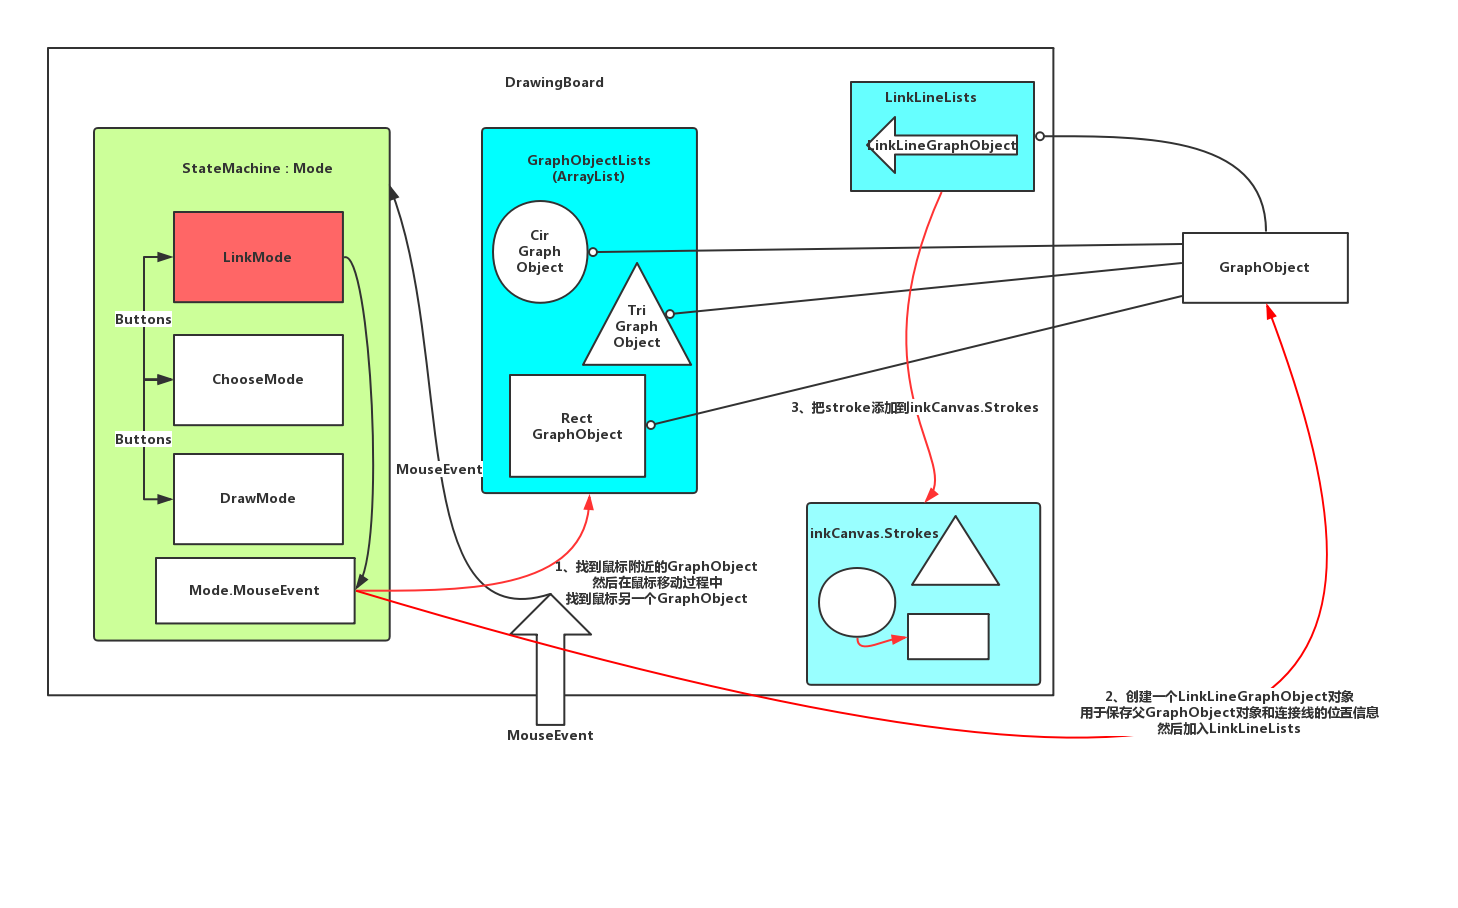 DrawingBoard
StateMachine : Mode
LinkMode
Buttons
ChooseMode
Buttons
DrawMode
Mode.MouseEvent
MouseEvent
GraphObjectLists
(ArrayList)
Cir
Graph
Object
Tri
Graph
Object
Rect
GraphObject
LinkLineLists
LinkLineGraphObject
GraphObject
3、把stroke添加到inkCanvas.Strokes
inkCanvas.Strokes
1、找到鼠标附近的GraphObject
然后在鼠标移动过程中
找到鼠标另一个GraphObject
MouseEvent
2、创建一个LinkLineGraphObject对象
用于保存父GraphObject对象和连接线的位置信息
然后加入LinkLineLists